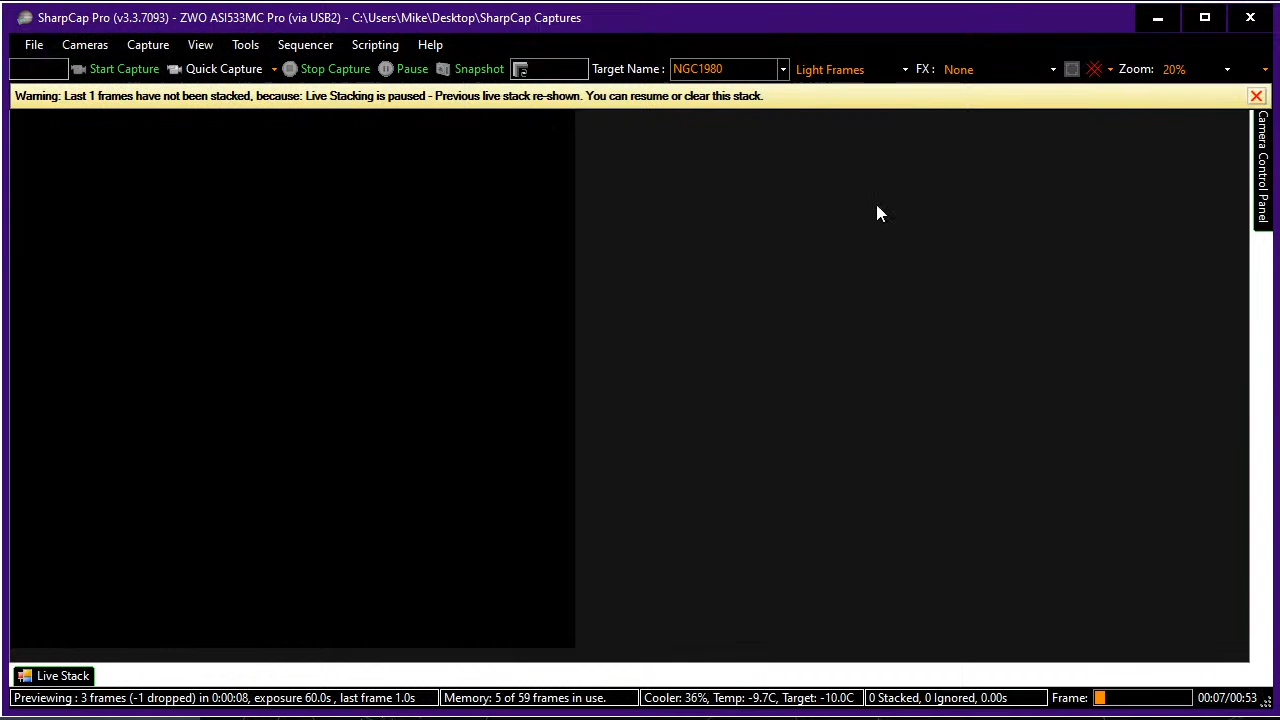 SharpCap Pro (v3.3.7093) - ZWO ASI533MC Pro (via USB2) - C:\Users\Mike\Desktop\SharpCap Captures
File Cameras Capture View Tools Sequencer Scripting Help
Start Capture Quick Capture Stop Capture Pause Snapshot Target Name : NGC1980 Light Frames FX : None Zoom: 20%
Warning: Last 1 frames have not been stacked, because: Live Stacking is paused - Previous live stack re-shown. You can resume or clear this stack.
Camera Control Panel
Live Stack
Previewing : 3 frames (-1 dropped) in 0:00:08, exposure 60.0s , last frame 1.0s Memory: 5 of 59 frames in use. Cooler: 36%, Temp: -9.7C, Target: -10.0C 0 Stacked, 0 Ignored, 0.00s Frame: 00:07/00:53